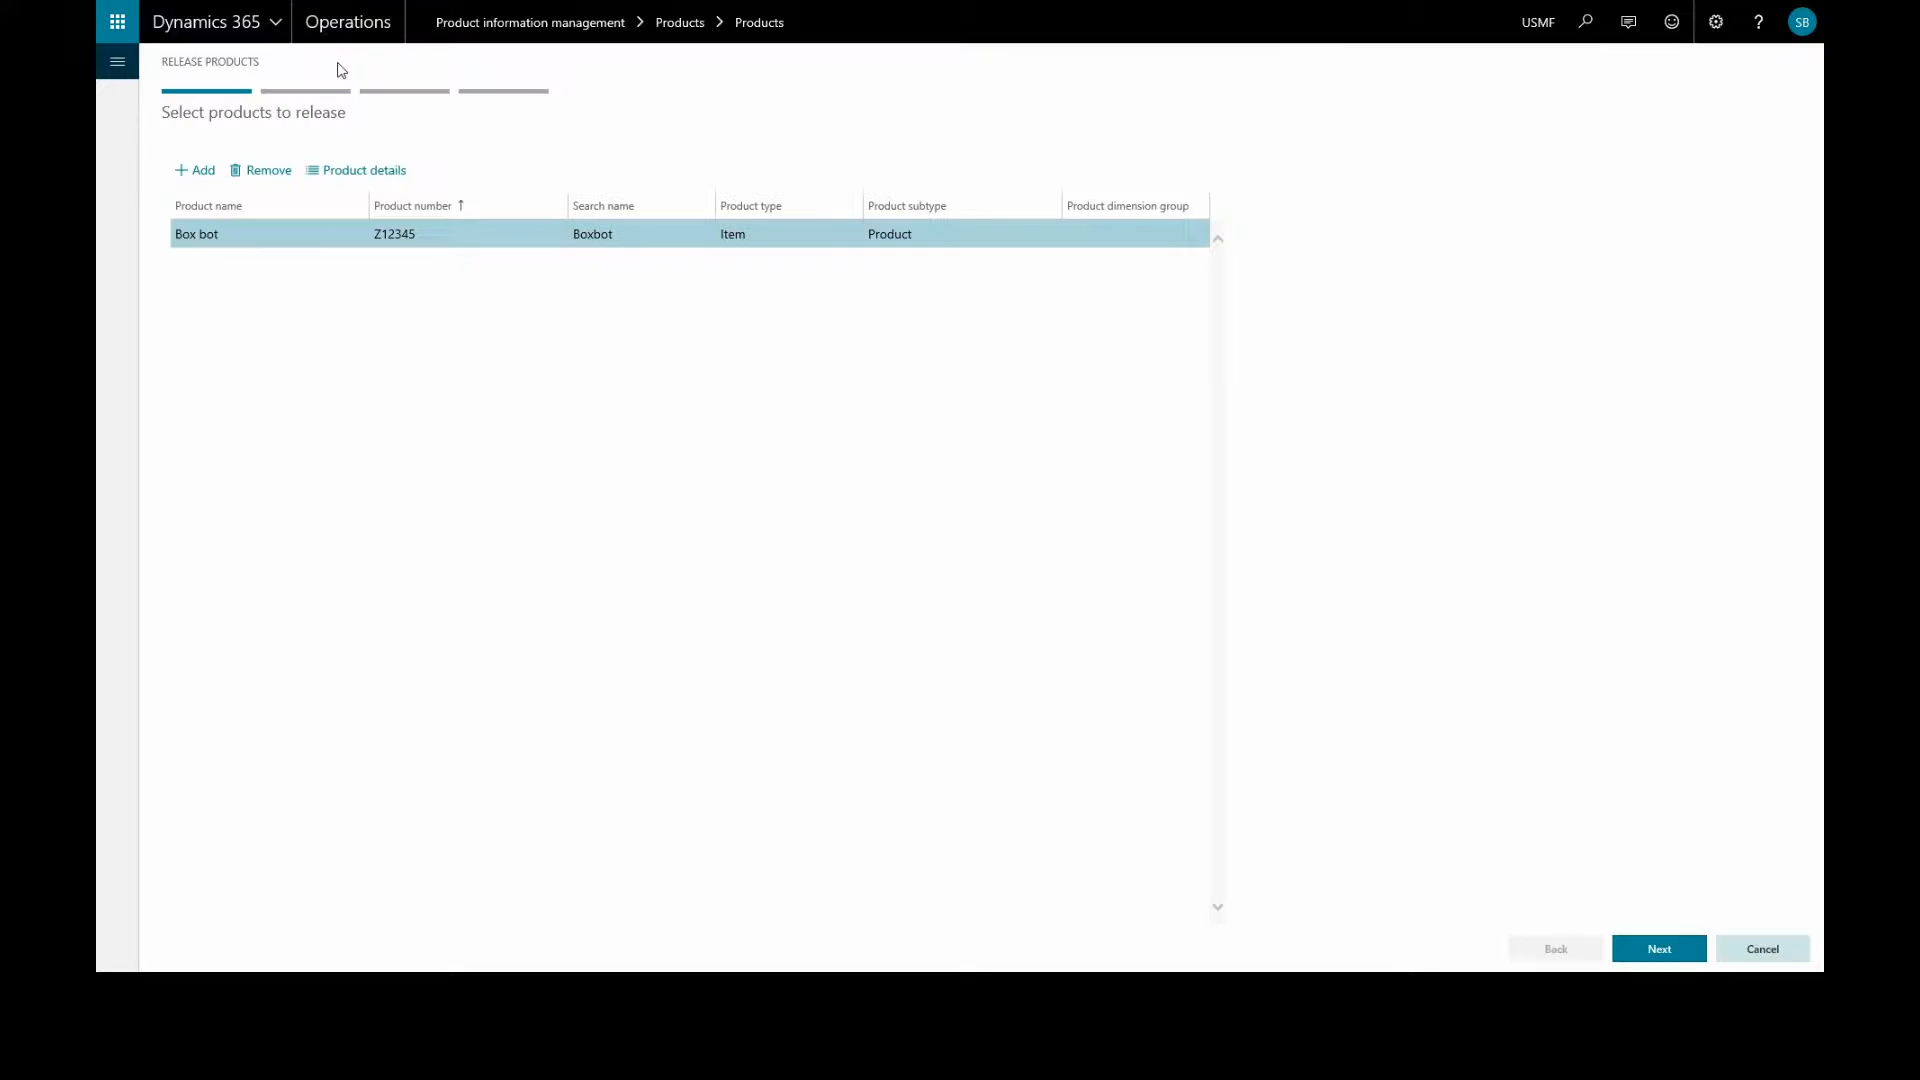 Dynamics 365 Operations Product information management Products Products USMF ? SB
RELEASE PRODUCTS
Select products to release
Add Remove Product details
Product name Product number Search name Product type Product subtype Product dimension group
Box bot Z12345 Boxbot Item Product
Back Next Cancel